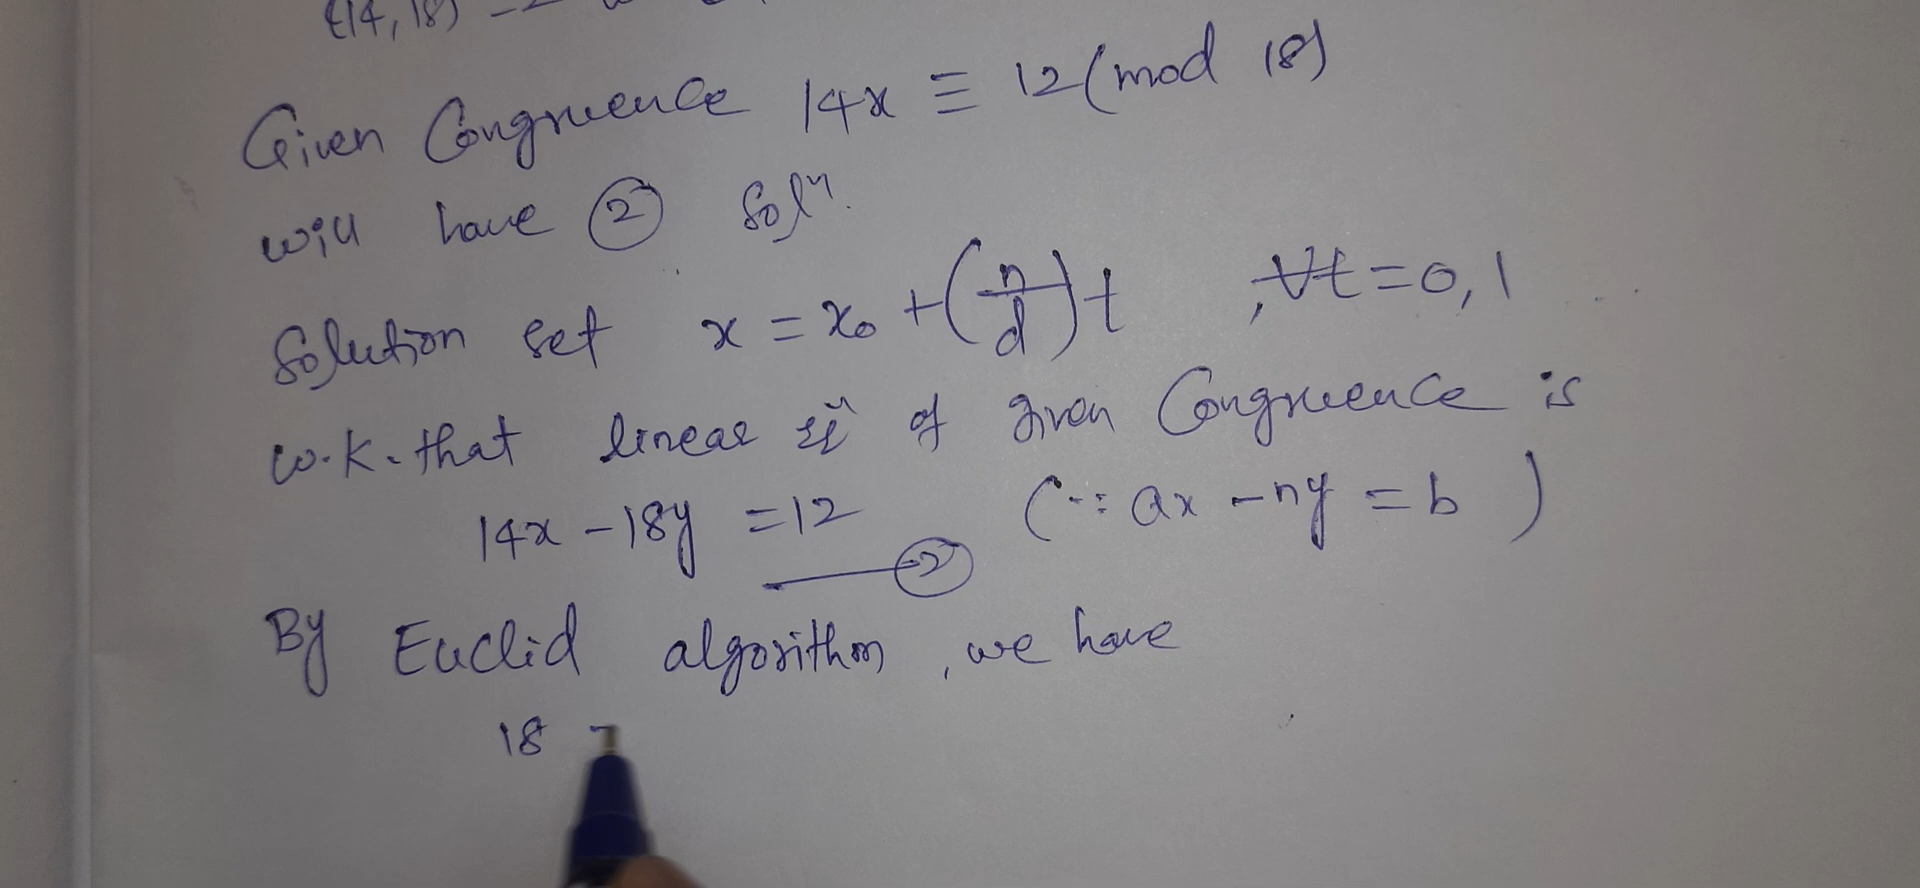 (14, 18) = 2
Given Congruence 14x ≡ 12 (mod 18)
will have ② solⁿ.
Solution set x = x₀ + (n/d) t , ∀t = 0, 1
w.k. that linear of given Congruence is
14x - 18y = 12 (∵ ax - ny = b )
②
By Euclid algorithm, we have
18